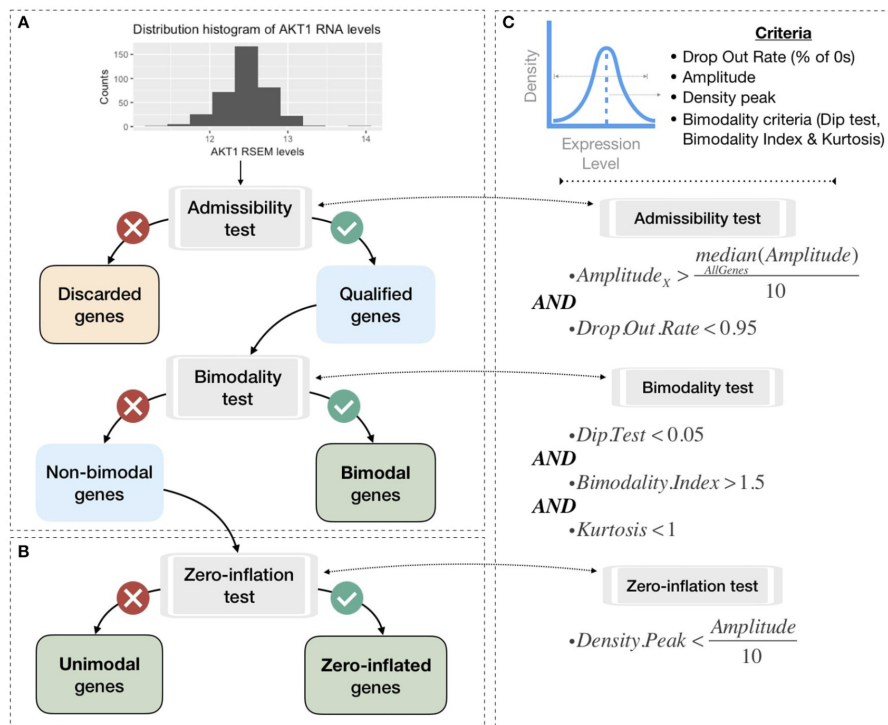 A
Distribution histogram of AKT1 RNA levels
Counts
150
100
50
0
12
13
14
AKT1 RSEM levels
Admissibility
test
Discarded
genes
Qualified
genes
Bimodality
test
Non-bimodal
genes
Bimodal
genes
B
Zero-inflation
test
Unimodal
genes
Zero-inflated
genes
C
Density
Expression
Level
Criteria
• Drop Out Rate (% of 0s)
• Amplitude
• Density peak
• Bimodality criteria (Dip test,
Bimodality Index & Kurtosis)
Admissibility test
•Amplitude_X > median_AllGenes(Amplitude) / 10
AND
•Drop.Out.Rate < 0.95
Bimodality test
•Dip.Test < 0.05
AND
•Bimodality.Index > 1.5
AND
•Kurtosis < 1
Zero-inflation test
•Density.Peak < Amplitude / 10